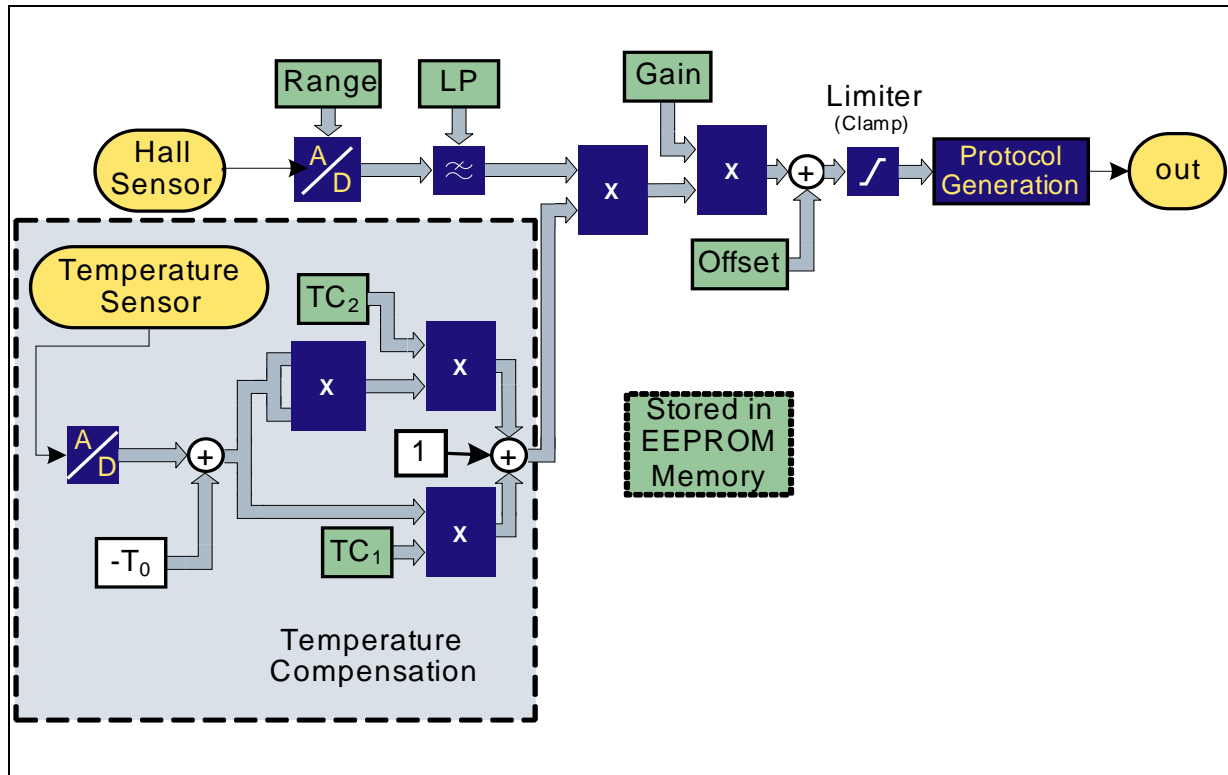 Range
LP
Gain
Limiter
(Clamp)
Hall
Sensor
A
D
≈
x
x
+
Protocol
Generation
out
Offset
Temperature
Sensor
TC₂
x
x
Stored in
EEPROM
Memory
A
D
+
1
+
x
TC₁
-T₀
Temperature
Compensation